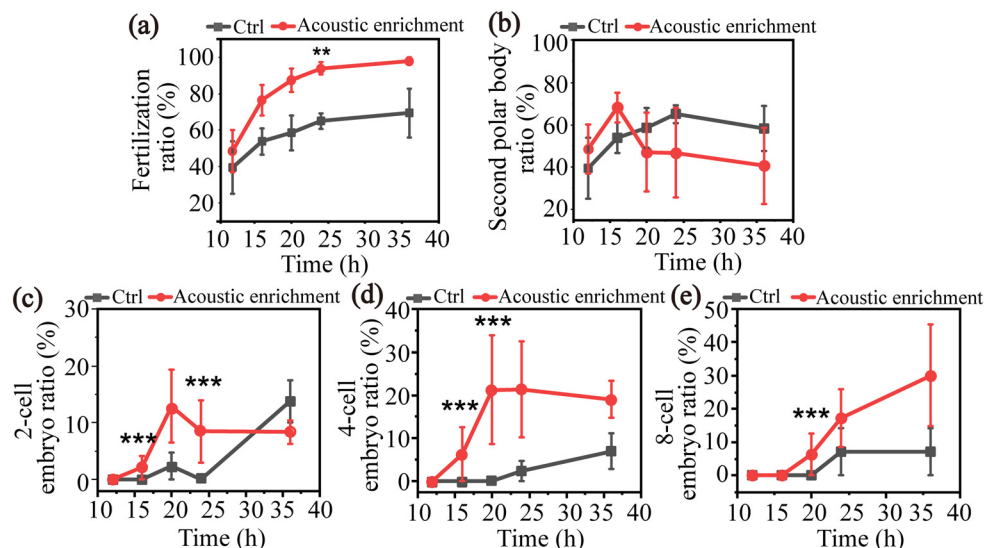 (a)
Ctrl Acoustic enrichment
Fertilization
ratio (%)
100
80
60
40
20
**
10 15 20 25 30 35 40
Time (h)
(b)
Ctrl Acoustic enrichment
Second polar body
ratio (%)
100
80
60
40
20
10 15 20 25 30 35 40
Time (h)
(c)
Ctrl Acoustic enrichment
2-cell
embryo ratio (%)
30
20
10
0
***
***
10 15 20 25 30 35 40
Time (h)
(d)
Ctrl Acoustic enrichment
4-cell
embryo ratio (%)
40
30
20
10
0
***
***
10 15 20 25 30 35 40
Time (h)
(e)
Ctrl Acoustic enrichment
8-cell
embryo ratio (%)
50
40
30
20
10
0
***
10 15 20 25 30 35 40
Time (h)